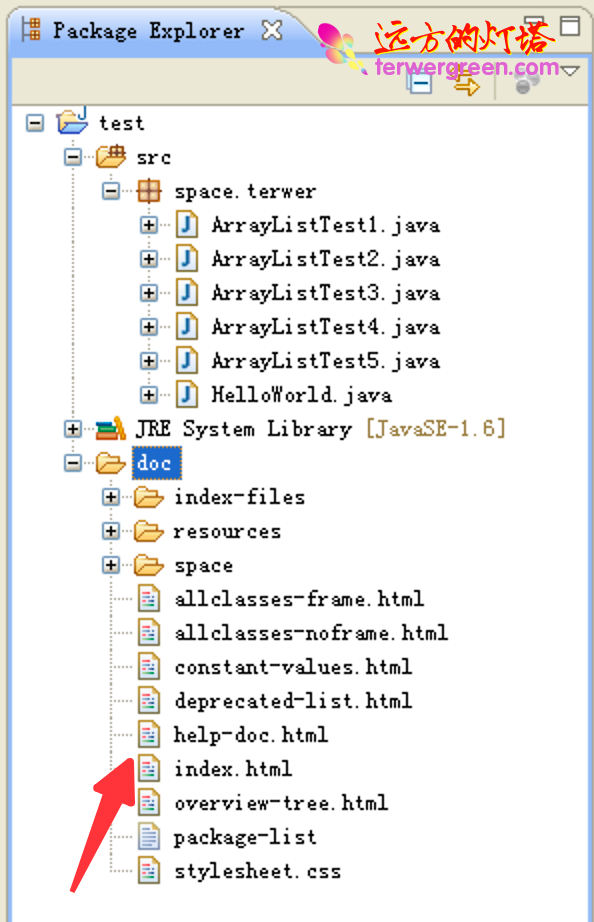 Package Explorer
远方的灯塔
terwergreen.com
test
src
space.terwer
ArrayListTest1.java
ArrayListTest2.java
ArrayListTest3.java
ArrayListTest4.java
ArrayListTest5.java
HelloWorld.java
JRE System Library [JavaSE-1.6]
doc
index-files
resources
space
allclasses-frame.html
allclasses-noframe.html
constant-values.html
deprecated-list.html
help-doc.html
index.html
overview-tree.html
package-list
stylesheet.css